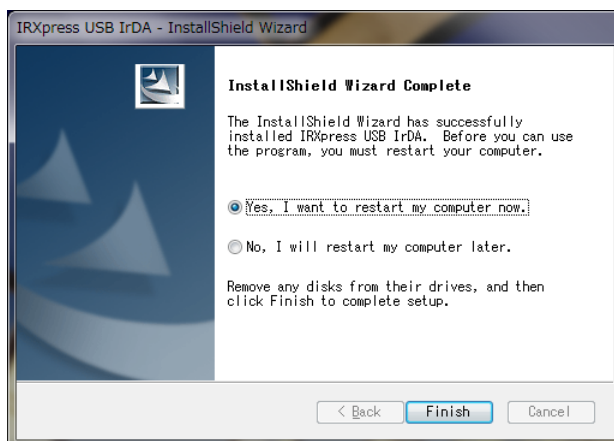 IRXpress USB IrDA - InstallShield Wizard
InstallShield Wizard Complete
The InstallShield Wizard has successfully
installed IRXpress USB IrDA.  Before you can use
the program, you must restart your computer.
Yes, I want to restart my computer now.
No, I will restart my computer later.
Remove any disks from their drives, and then
click Finish to complete setup.
< Back
Finish
Cancel